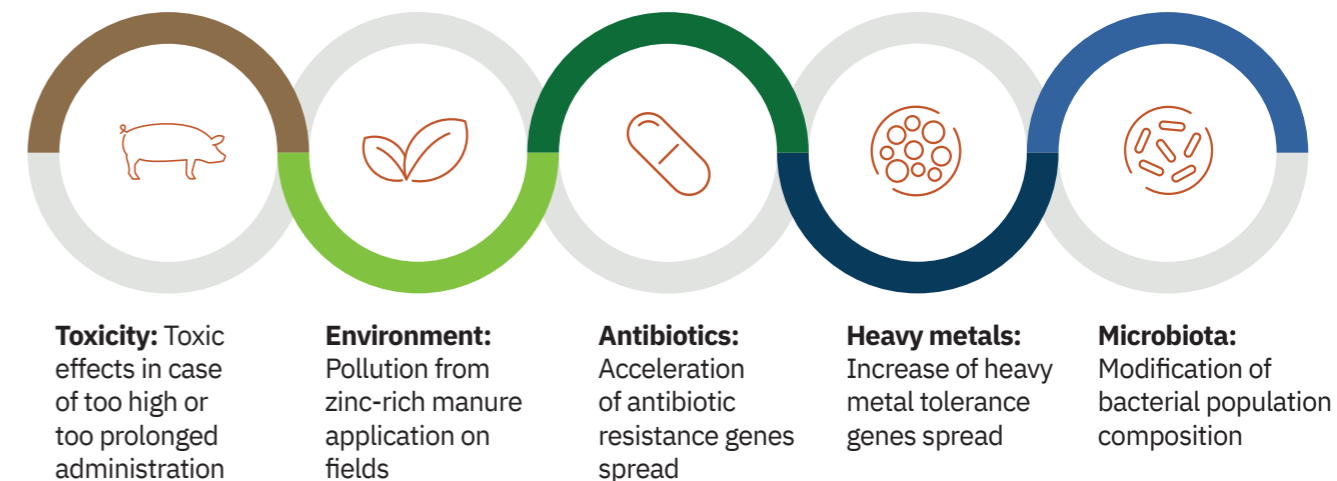 Toxicity: Toxic
effects in case
of too high or
too prolonged
administration
Environment:
Pollution from
zinc-rich manure
application on
fields
Antibiotics:
Acceleration
of antibiotic
resistance genes
spread
Heavy metals:
Increase of heavy
metal tolerance
genes spread
Microbiota:
Modification of
bacterial population
composition